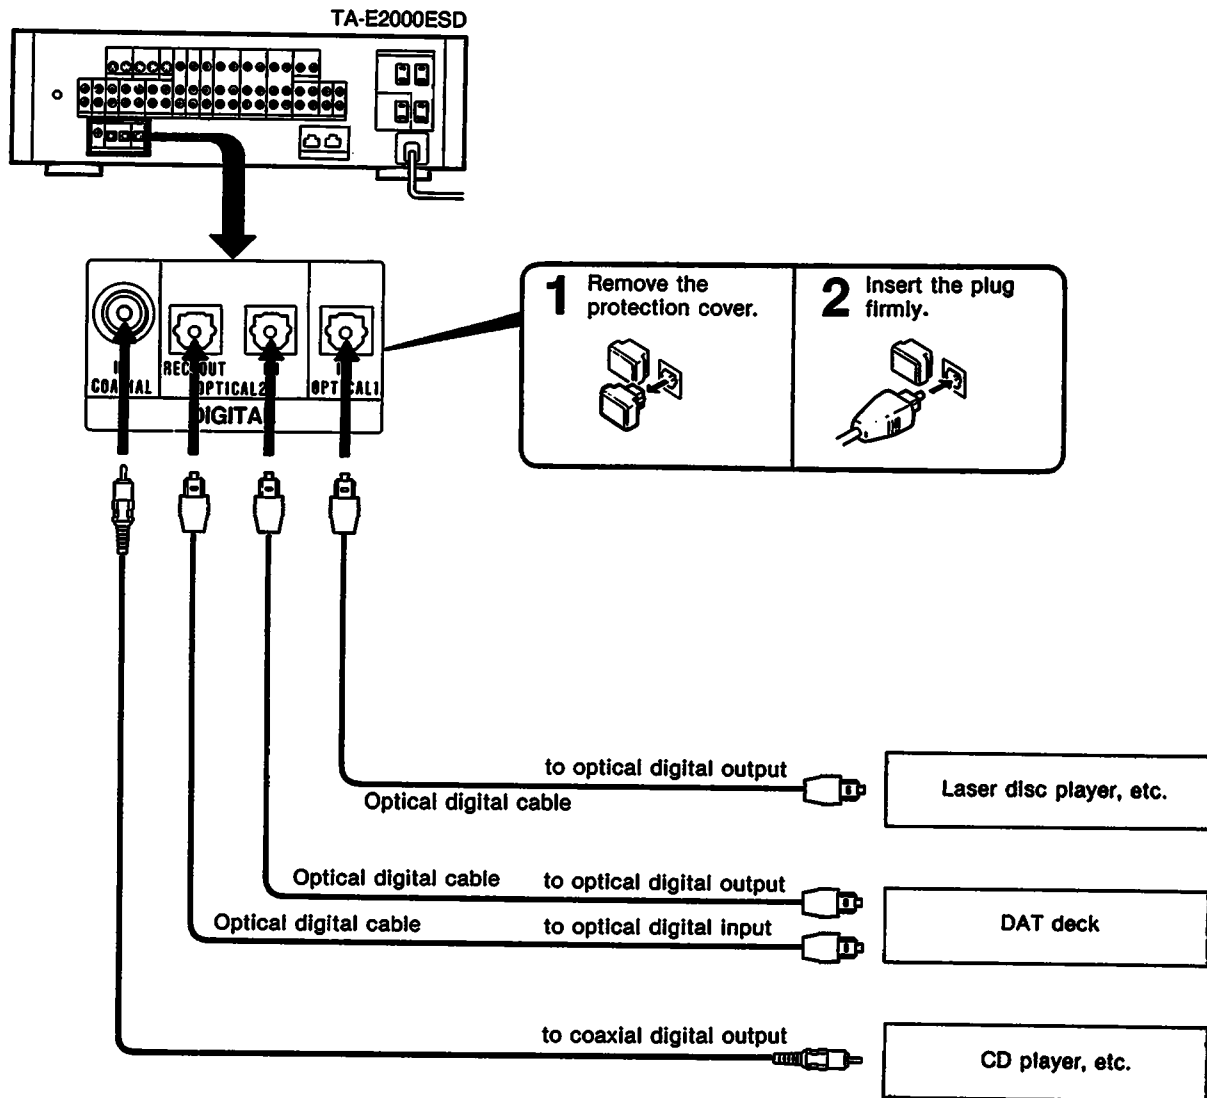 TA-E2000ESD
1 Remove the
protection cover.
2 Insert the plug
firmly.
REC OUT
OPTICAL2
OPTICAL1
COAXIAL
DIGITAL
to optical digital output
Optical digital cable
Laser disc player, etc.
Optical digital cable
to optical digital output
Optical digital cable
to optical digital input
DAT deck
to coaxial digital output
CD player, etc.